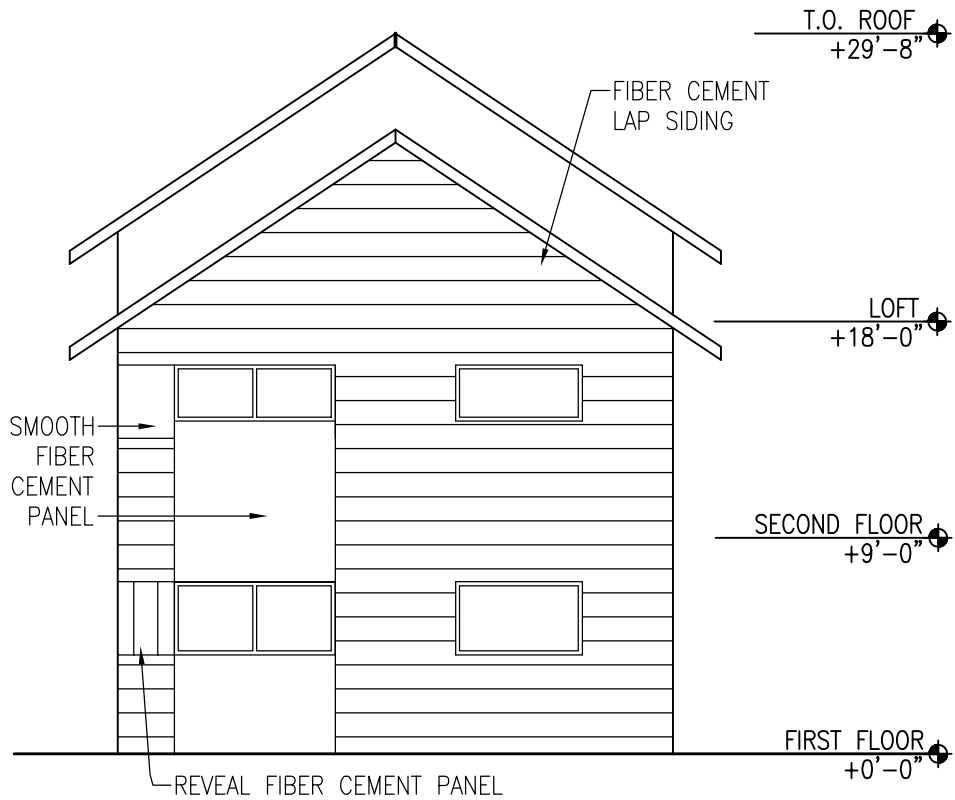 T.O. ROOF
+29'-8"
FIBER CEMENT
LAP SIDING
LOFT
+18'-0"
SMOOTH
FIBER
CEMENT
PANEL
SECOND FLOOR
+9'-0"
FIRST FLOOR
+0'-0"
REVEAL FIBER CEMENT PANEL